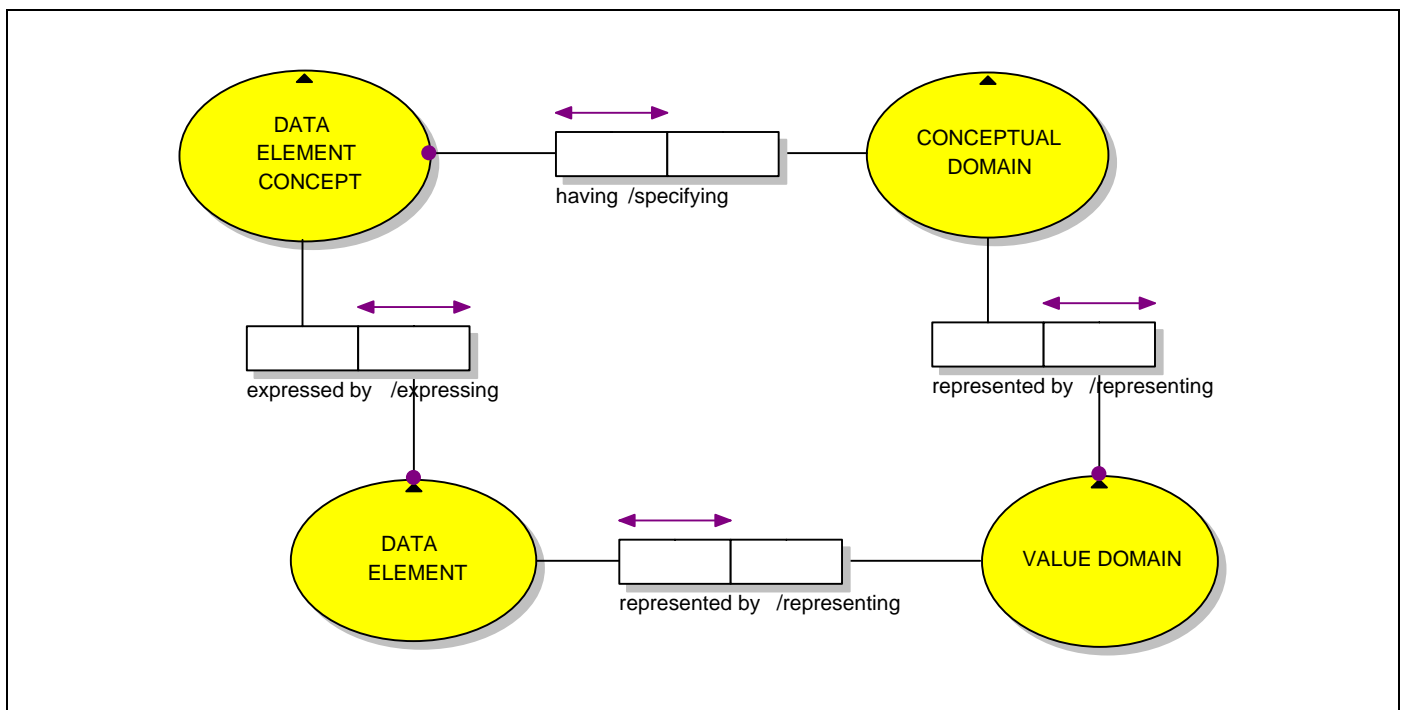 DATA
ELEMENT
CONCEPT
CONCEPTUAL
DOMAIN
having /specifying
expressed by /expressing
represented by /representing
DATA
ELEMENT
VALUE DOMAIN
represented by /representing